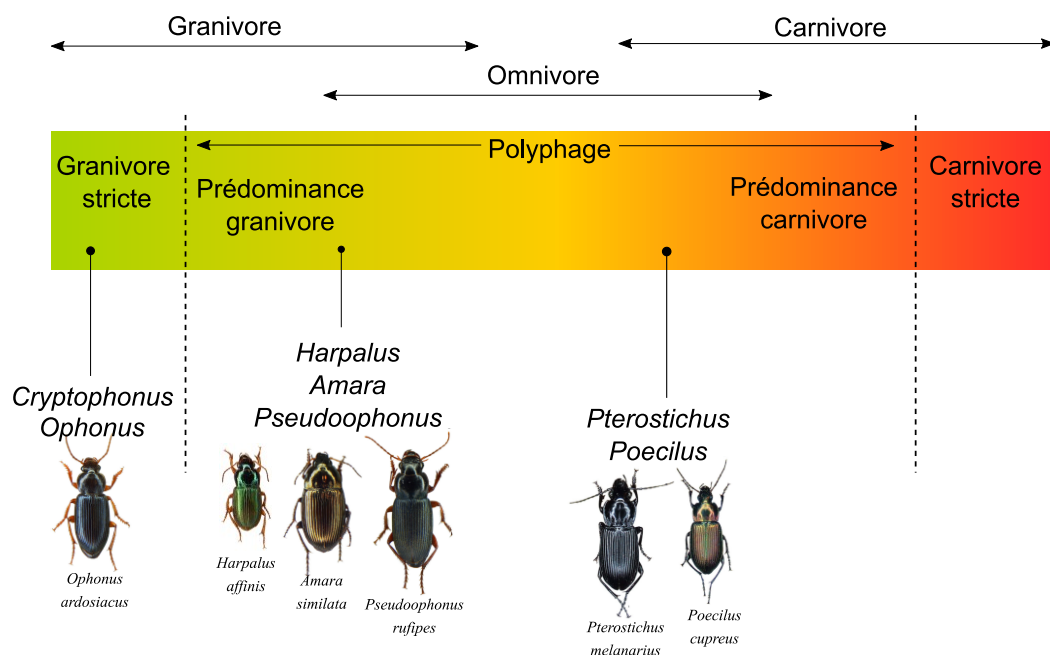 Granivore
Carnivore
Omnivore
Polyphage
Granivore
stricte
Prédominance
granivore
Prédominance
carnivore
Carnivore
stricte
Cryptophonus
Ophonus
Harpalus
Amara
Pseudoophonus
Pterostichus
Poecilus
Ophonus
ardosiacus
Harpalus
affinis
Amara
similata
Pseudoophonus
rufipes
Pterostichus
melanarius
Poecilus
cupreus